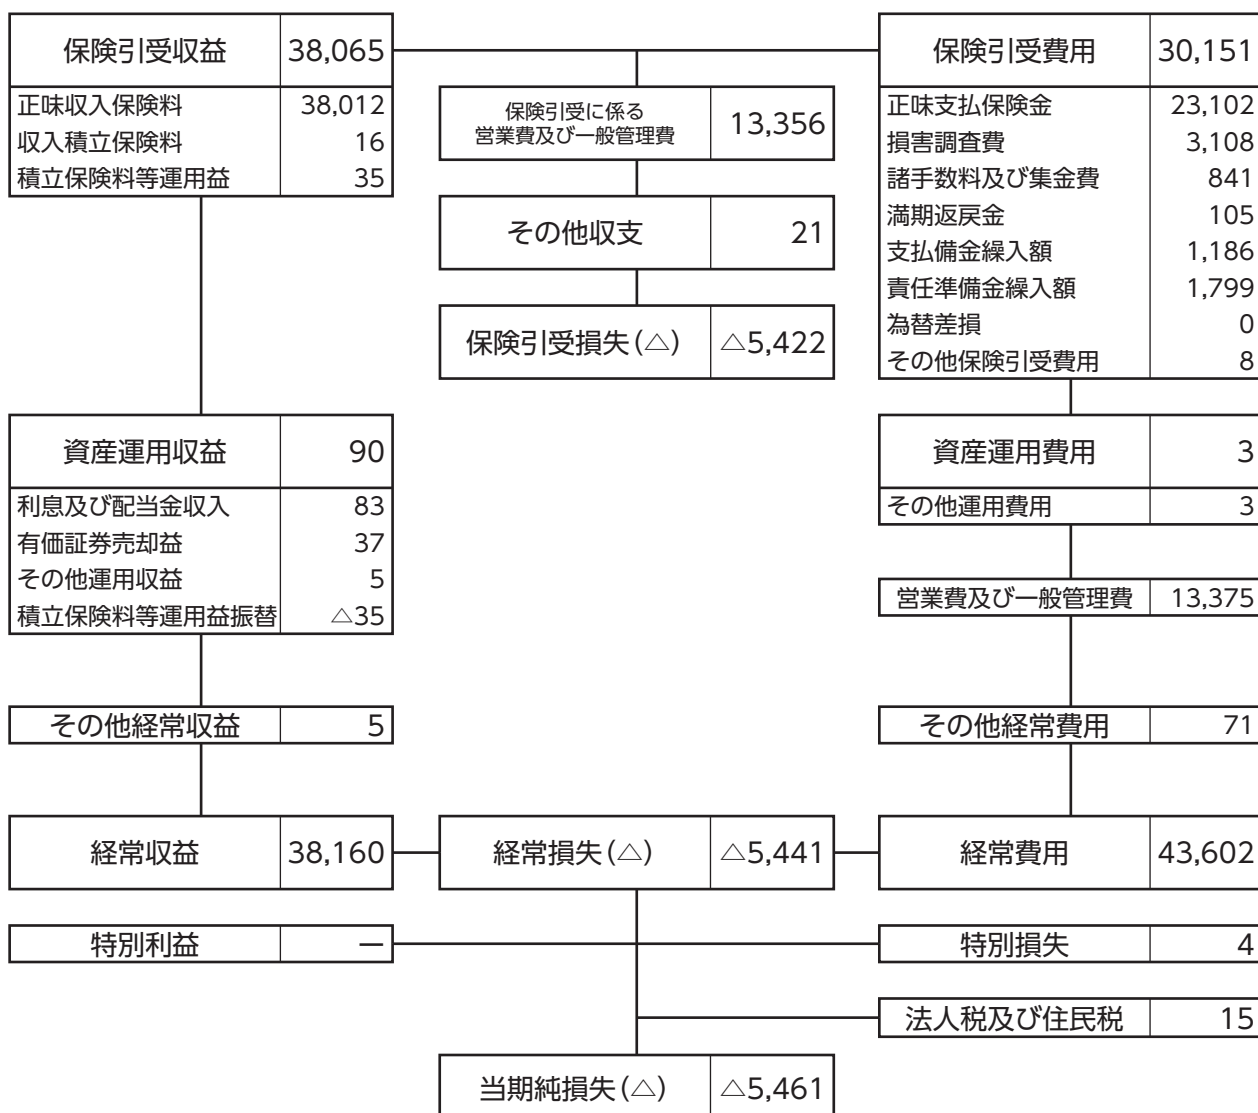 保険引受収益 38,065
正味収入保険料 38,012
収入積立保険料 16
積立保険料等運用益 35
保険引受に係る
営業費及び一般管理費 13,356
その他収支 21
保険引受損失(△) △5,422
保険引受費用 30,151
正味支払保険金 23,102
損害調査費 3,108
諸手数料及び集金費 841
満期返戻金 105
支払備金繰入額 1,186
責任準備金繰入額 1,799
為替差損 0
その他保険引受費用 8
資産運用収益 90
利息及び配当金収入 83
有価証券売却益 37
その他運用収益 5
積立保険料等運用益振替 △35
資産運用費用 3
その他運用費用 3
営業費及び一般管理費 13,375
その他経常収益 5
その他経常費用 71
経常収益 38,160
経常損失(△) △5,441
経常費用 43,602
特別利益 ー
特別損失 4
法人税及び住民税 15
当期純損失(△) △5,461